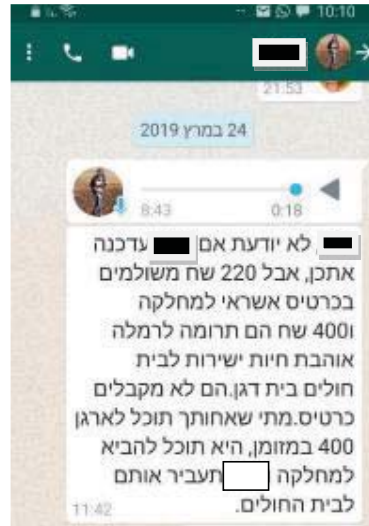 10:10
21:53
24 במרץ 2019
8:43 0:18
לא יודעת אם עדכנה
אתכן, אבל 220 שח משולמים
בכרטיס אשראי למחלקה
ו400 שח הם תרומה לרמלה
אוהבת חיות ישירות לבית
חולים בית דגן.הם לא מקבלים
כרטיס.מתי שאחותך תוכל לארגן
400 במזומן, היא תוכל להביא
למחלקה תעביר אותם
לבית החולים.
11:42